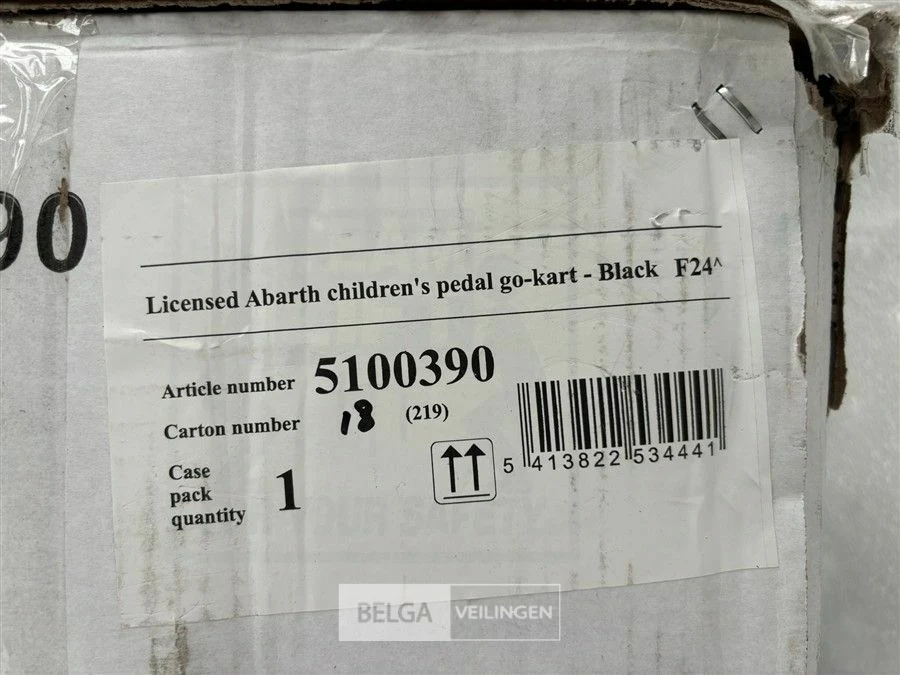 90
Licensed Abarth children's pedal go-kart - Black F24^
Article number 5100390
Carton number 18 (219)
Case
pack
quantity 1
5 413822 534441
BELGA VEILINGEN